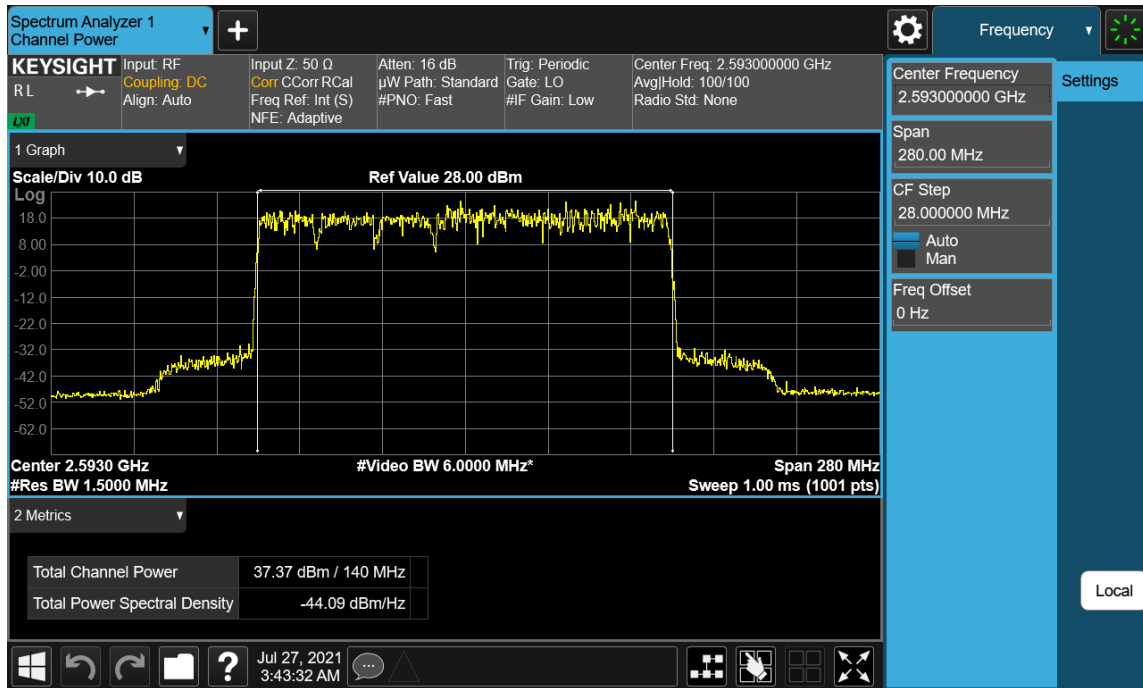 Spectrum Analyzer 1
Channel Power
+
Frequency
KEYSIGHT
R L
LXI
Input: RF
Coupling: DC
Align: Auto
Input Z: 50 Ω
Corr CCorr RCal
Freq Ref: Int (S)
NFE: Adaptive
Atten: 16 dB
µW Path: Standard
#PNO: Fast
Trig: Periodic
Gate: LO
#IF Gain: Low
Center Freq: 2.593000000 GHz
Avg|Hold: 100/100
Radio Std: None
Center Frequency
2.593000000 GHz
Settings
Span
280.00 MHz
CF Step
28.000000 MHz
Auto
Man
Freq Offset
0 Hz
1 Graph
Scale/Div 10.0 dB
Ref Value 28.00 dBm
Log
18.0
8.00
-2.00
-12.0
-22.0
-32.0
-42.0
-52.0
-62.0
Center 2.5930 GHz
#Video BW 6.0000 MHz*
Span 280 MHz
#Res BW 1.5000 MHz
Sweep 1.00 ms (1001 pts)
2 Metrics
Total Channel Power 37.37 dBm / 140 MHz
Total Power Spectral Density -44.09 dBm/Hz
Local
?
Jul 27, 2021
3:43:32 AM